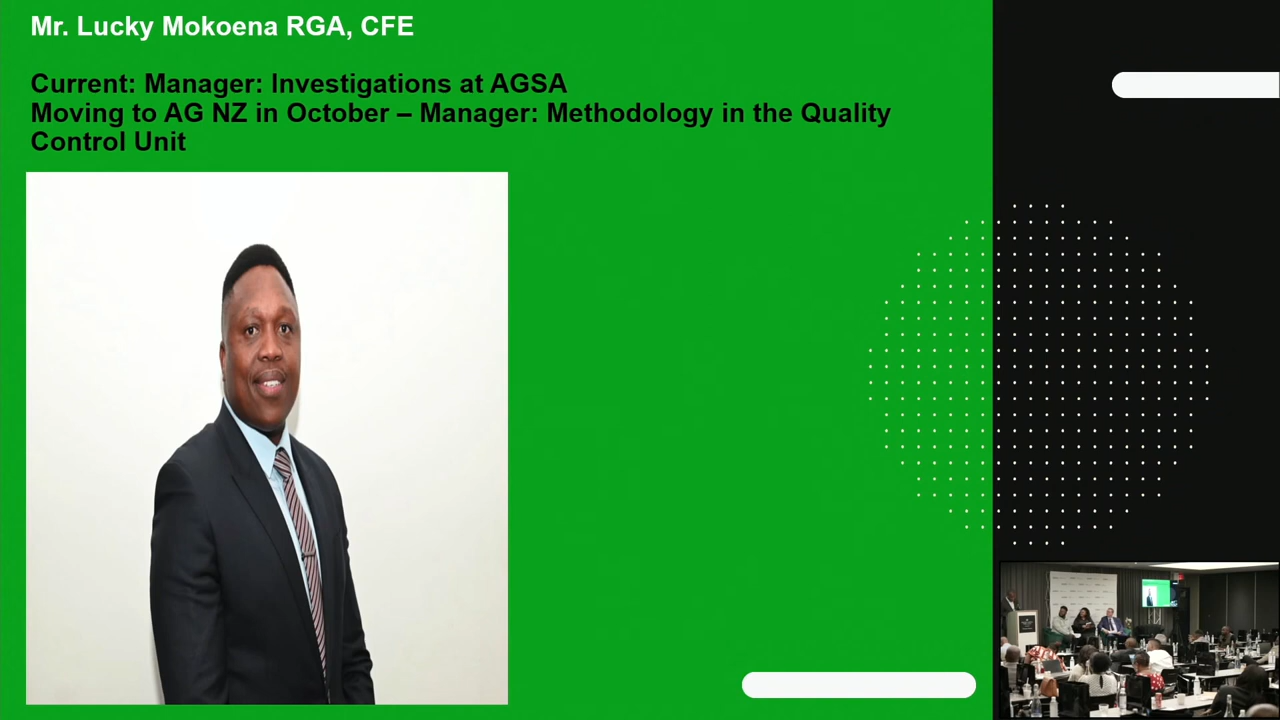 Mr. Lucky Mokoena RGA, CFE
Current: Manager: Investigations at AGSA
Moving to AG NZ in October – Manager: Methodology in the Quality
Control Unit